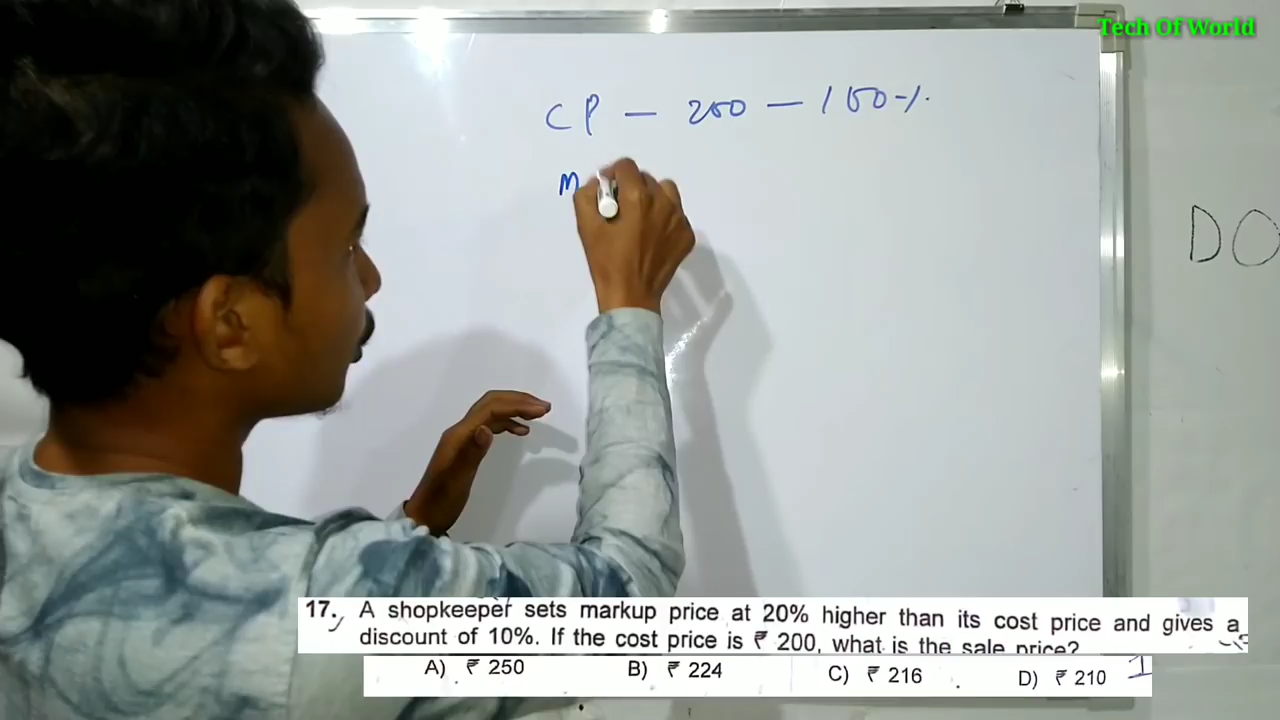 Tech Of World
CP — 200 — 100%.
M
DO
17. A shopkeeper sets markup price at 20% higher than its cost price and gives a
discount of 10%. If the cost price is ₹ 200, what is the sale price?
A) ₹ 250 B) ₹ 224 C) ₹ 216 D) ₹ 210